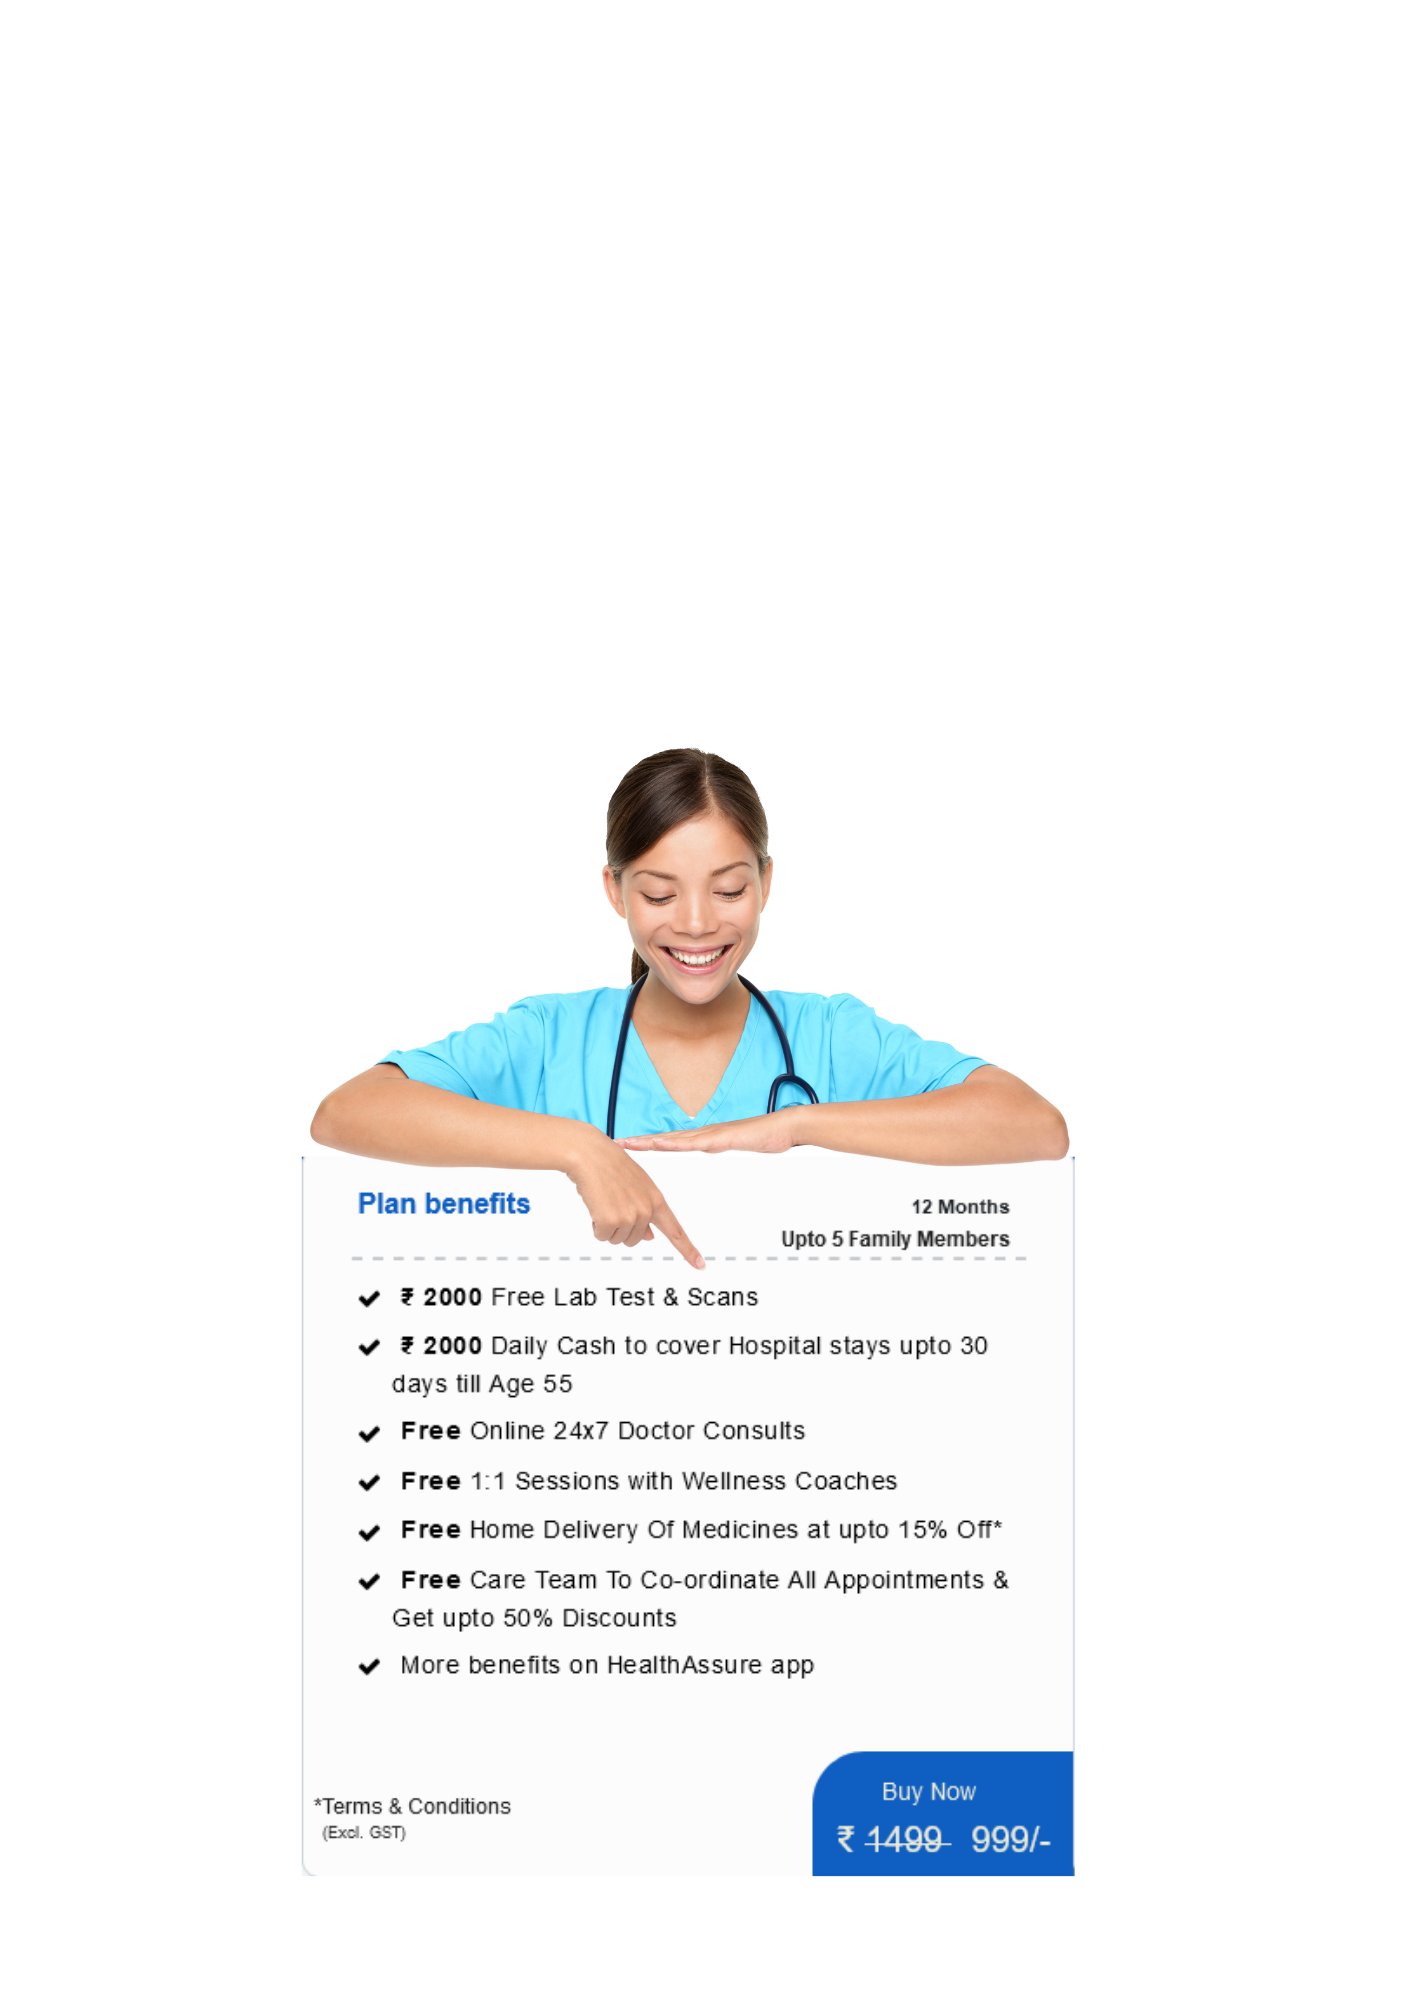 Plan benefits
12 Months
Upto 5 Family Members
₹ 2000 Free Lab Test & Scans
₹ 2000 Daily Cash to cover Hospital stays upto 30
days till Age 55
Free Online 24x7 Doctor Consults
Free 1:1 Sessions with Wellness Coaches
Free Home Delivery Of Medicines at upto 15% Off*
Free Care Team To Co-ordinate All Appointments &
Get upto 50% Discounts
More benefits on HealthAssure app
*Terms & Conditions
(Excl. GST)
Buy Now
₹ 1499 999/-